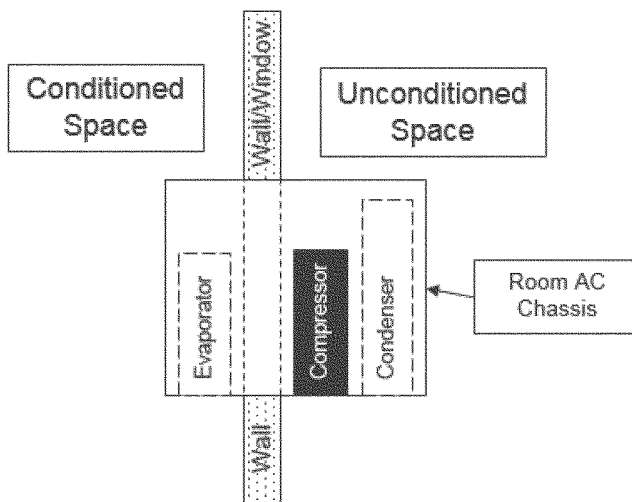 Conditioned
Space
Wall/Window
Unconditioned
Space
Evaporator
Compressor
Condenser
Room AC
Chassis
Wall